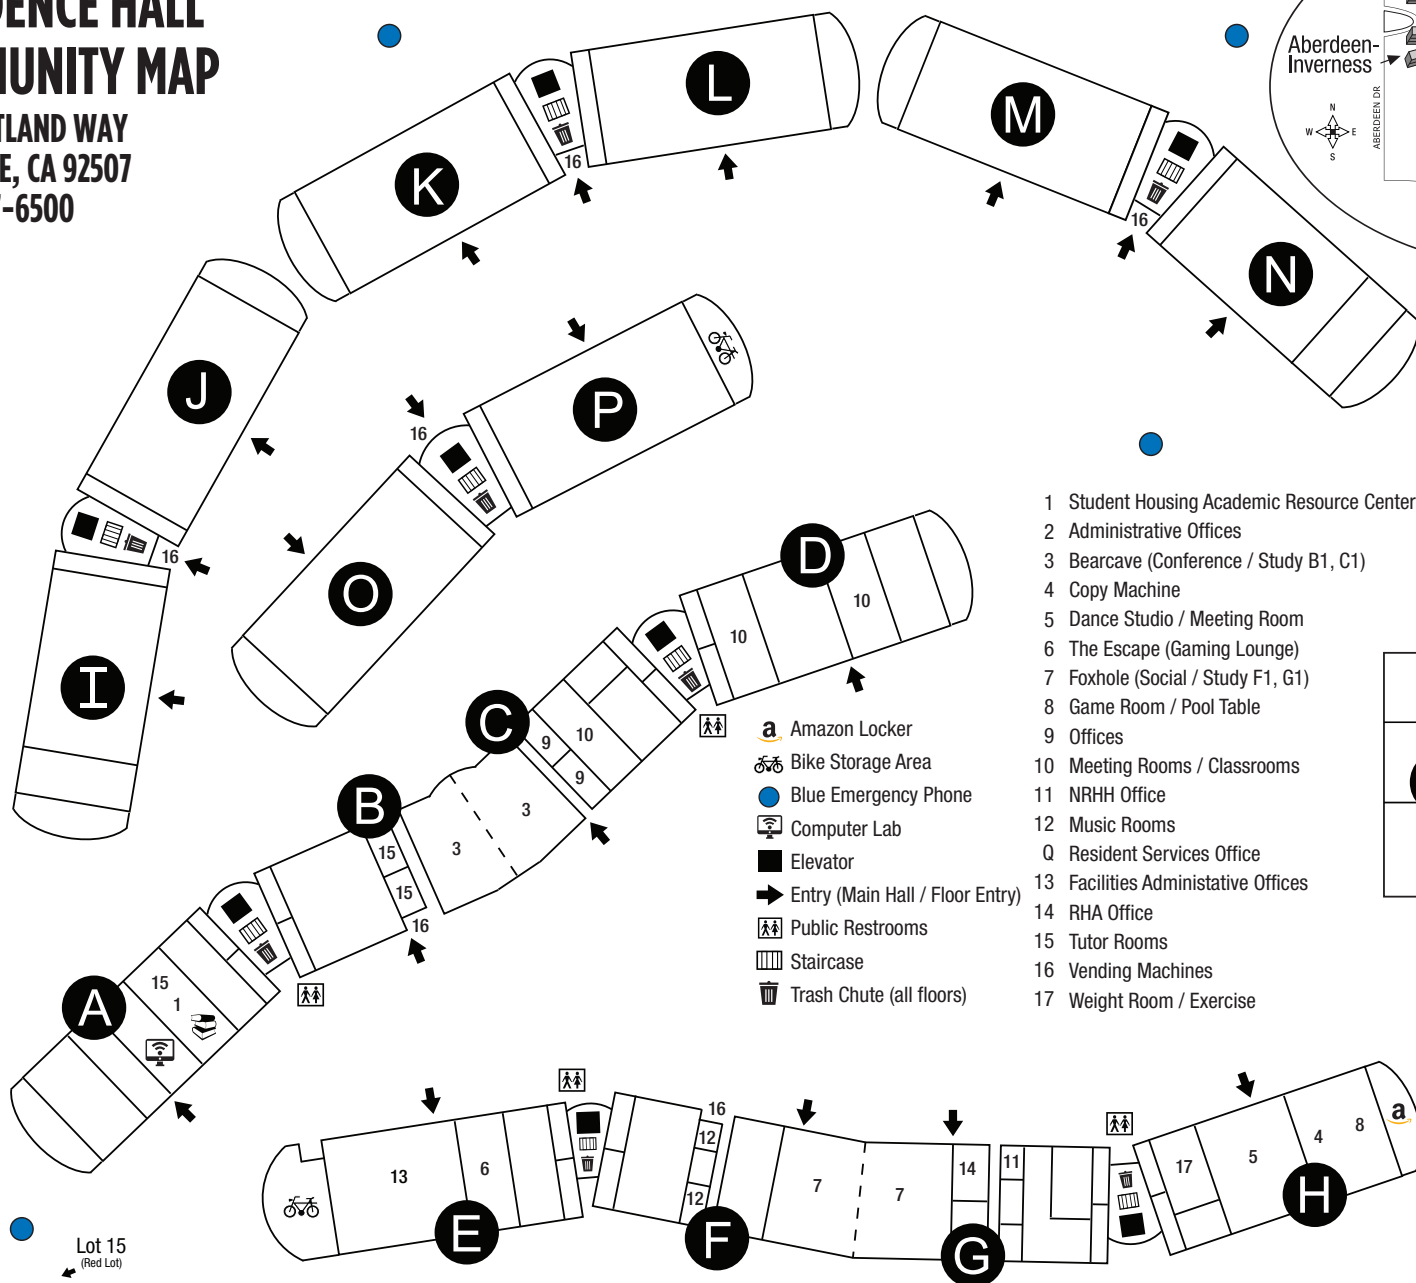 DENCE HALL
MUNITY MAP
TLAND WAY
E, CA 92507
-6500
Aberdeen-
Inverness
N
W E
S
ABERDEEN DR
L
M
K
16
16
N
J
P
16
16
O
I
D
10
10
C
9
10
9
B
3
3
15
15
16
A
15
1
1 Student Housing Academic Resource Center
2 Administrative Offices
3 Bearcave (Conference / Study B1, C1)
4 Copy Machine
5 Dance Studio / Meeting Room
6 The Escape (Gaming Lounge)
7 Foxhole (Social / Study F1, G1)
8 Game Room / Pool Table
9 Offices
10 Meeting Rooms / Classrooms
11 NRHH Office
12 Music Rooms
Q Resident Services Office
13 Facilities Administative Offices
14 RHA Office
15 Tutor Rooms
16 Vending Machines
17 Weight Room / Exercise
a Amazon Locker
Bike Storage Area
Blue Emergency Phone
Computer Lab
Elevator
Entry (Main Hall / Floor Entry)
Public Restrooms
Staircase
Trash Chute (all floors)
13
6
E
16
12
12
F
7
7
14
G
11
17
5
4
8
a
H
Lot 15
(Red Lot)